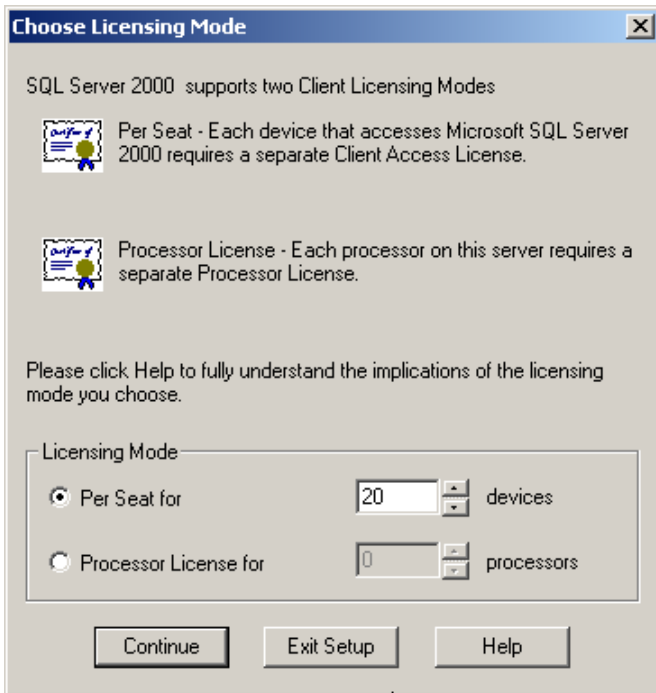 Choose Licensing Mode
SQL Server 2000  supports two Client Licensing Modes
Per Seat - Each device that accesses Microsoft SQL Server
2000 requires a separate Client Access License.
Processor License - Each processor on this server requires a
separate Processor License.
Please click Help to fully understand the implications of the licensing
mode you choose.
Licensing Mode
Per Seat for 20 devices
Processor License for 0 processors
Continue Exit Setup Help